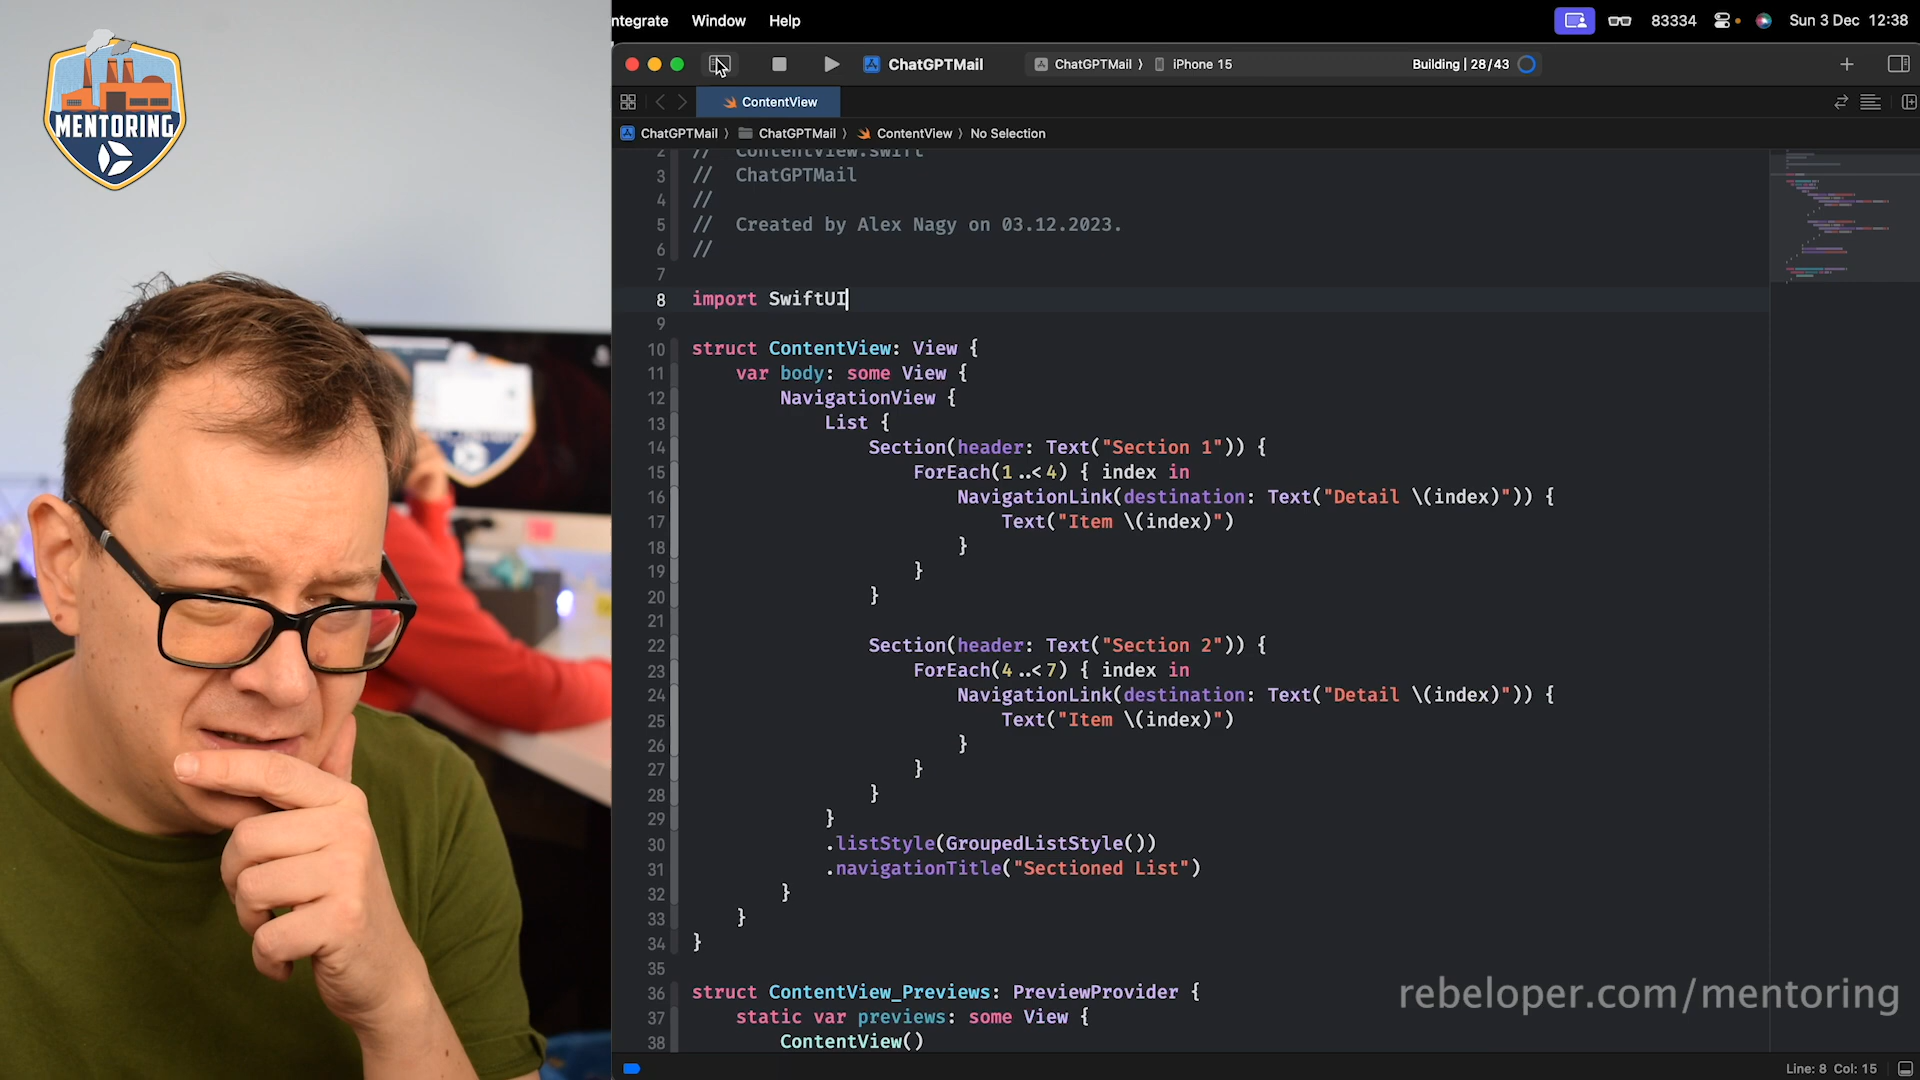 MENTORING
ntegrate Window Help
83334 Sun 3 Dec 12:38
ChatGPTMail
ChatGPTMail 〉 iPhone 15
Building | 28/43
ContentView
ChatGPTMail 〉 ChatGPTMail 〉 ContentView 〉 No Selection
2 // ContentView.swift
3 // ChatGPTMail
4 //
5 // Created by Alex Nagy on 03.12.2023.
6 //
7
8 import SwiftUI
9
10 struct ContentView: View {
11 var body: some View {
12 NavigationView {
13 List {
14 Section(header: Text("Section 1")) {
15 ForEach(1..<4) { index in
16 NavigationLink(destination: Text("Detail \(index)")) {
17 Text("Item \(index)")
18 }
19 }
20 }
21
22 Section(header: Text("Section 2")) {
23 ForEach(4..<7) { index in
24 NavigationLink(destination: Text("Detail \(index)")) {
25 Text("Item \(index)")
26 }
27 }
28 }
29 }
30 .listStyle(GroupedListStyle())
31 .navigationTitle("Sectioned List")
32 }
33 }
34 }
35
36 struct ContentView_Previews: PreviewProvider {
37 static var previews: some View {
38 ContentView()
rebeloper.com/mentoring
Line: 8 Col: 15